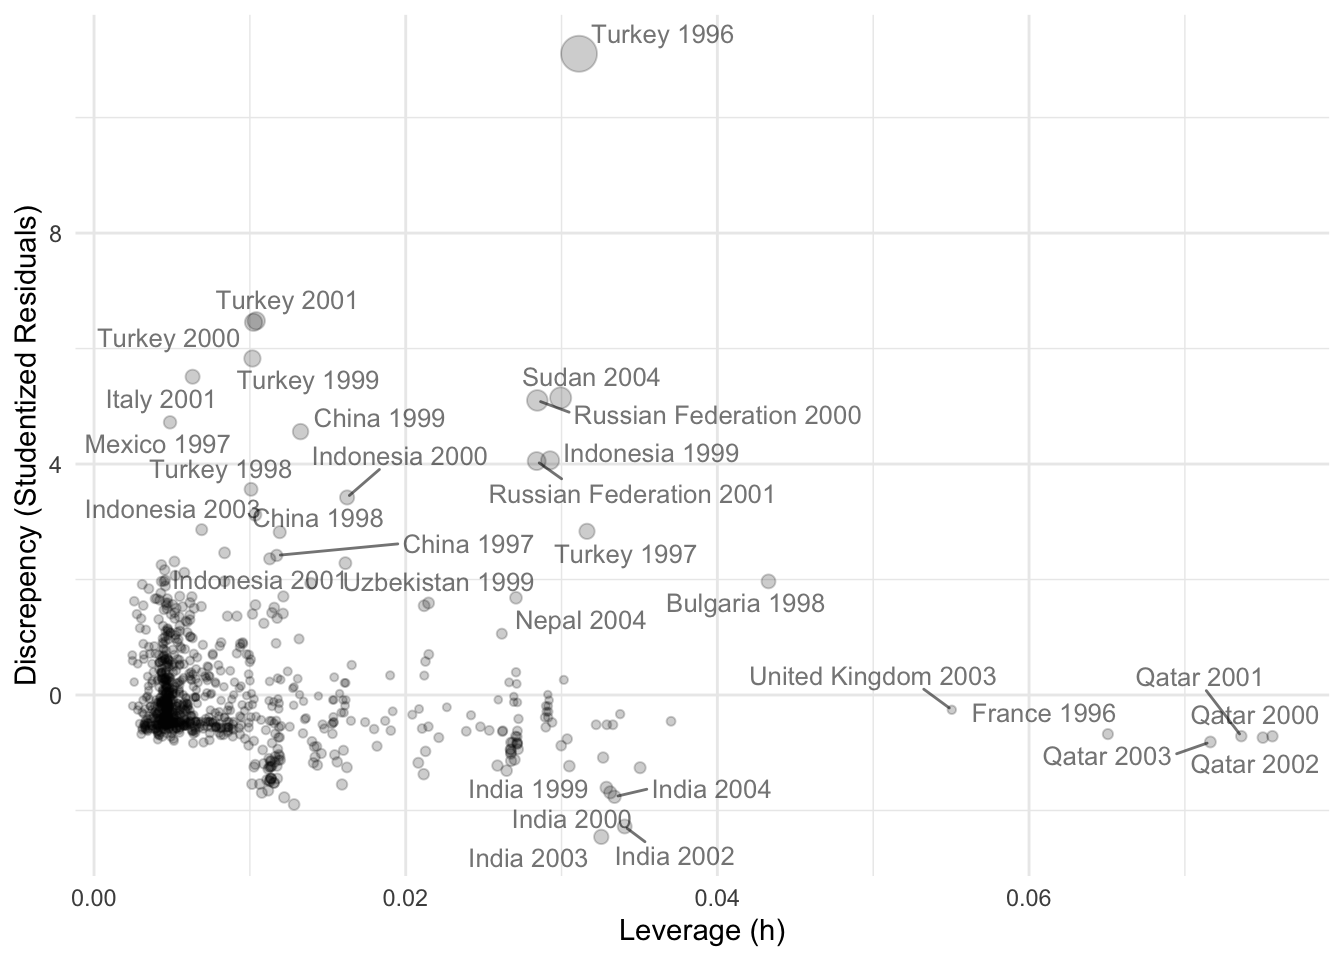 Turkey 1996
8
Turkey 2001
Turkey 2000
Turkey 1999
Sudan 2004
Italy 2001
China 1999
Russian Federation 2000
Mexico 1997
Indonesia 2000
Indonesia 1999
4
Turkey 1998
Russian Federation 2001
Indonesia 2003
China 1998
China 1997
Turkey 1997
Indonesia 2001
Uzbekistan 1999
Bulgaria 1998
Nepal 2004
United Kingdom 2003
Qatar 2001
0
France 1996
Qatar 2000
Qatar 2003
Qatar 2002
India 1999
India 2004
India 2000
India 2003
India 2002
0.00
0.02
0.04
0.06
Leverage (h)
Discrepency (Studentized Residuals)